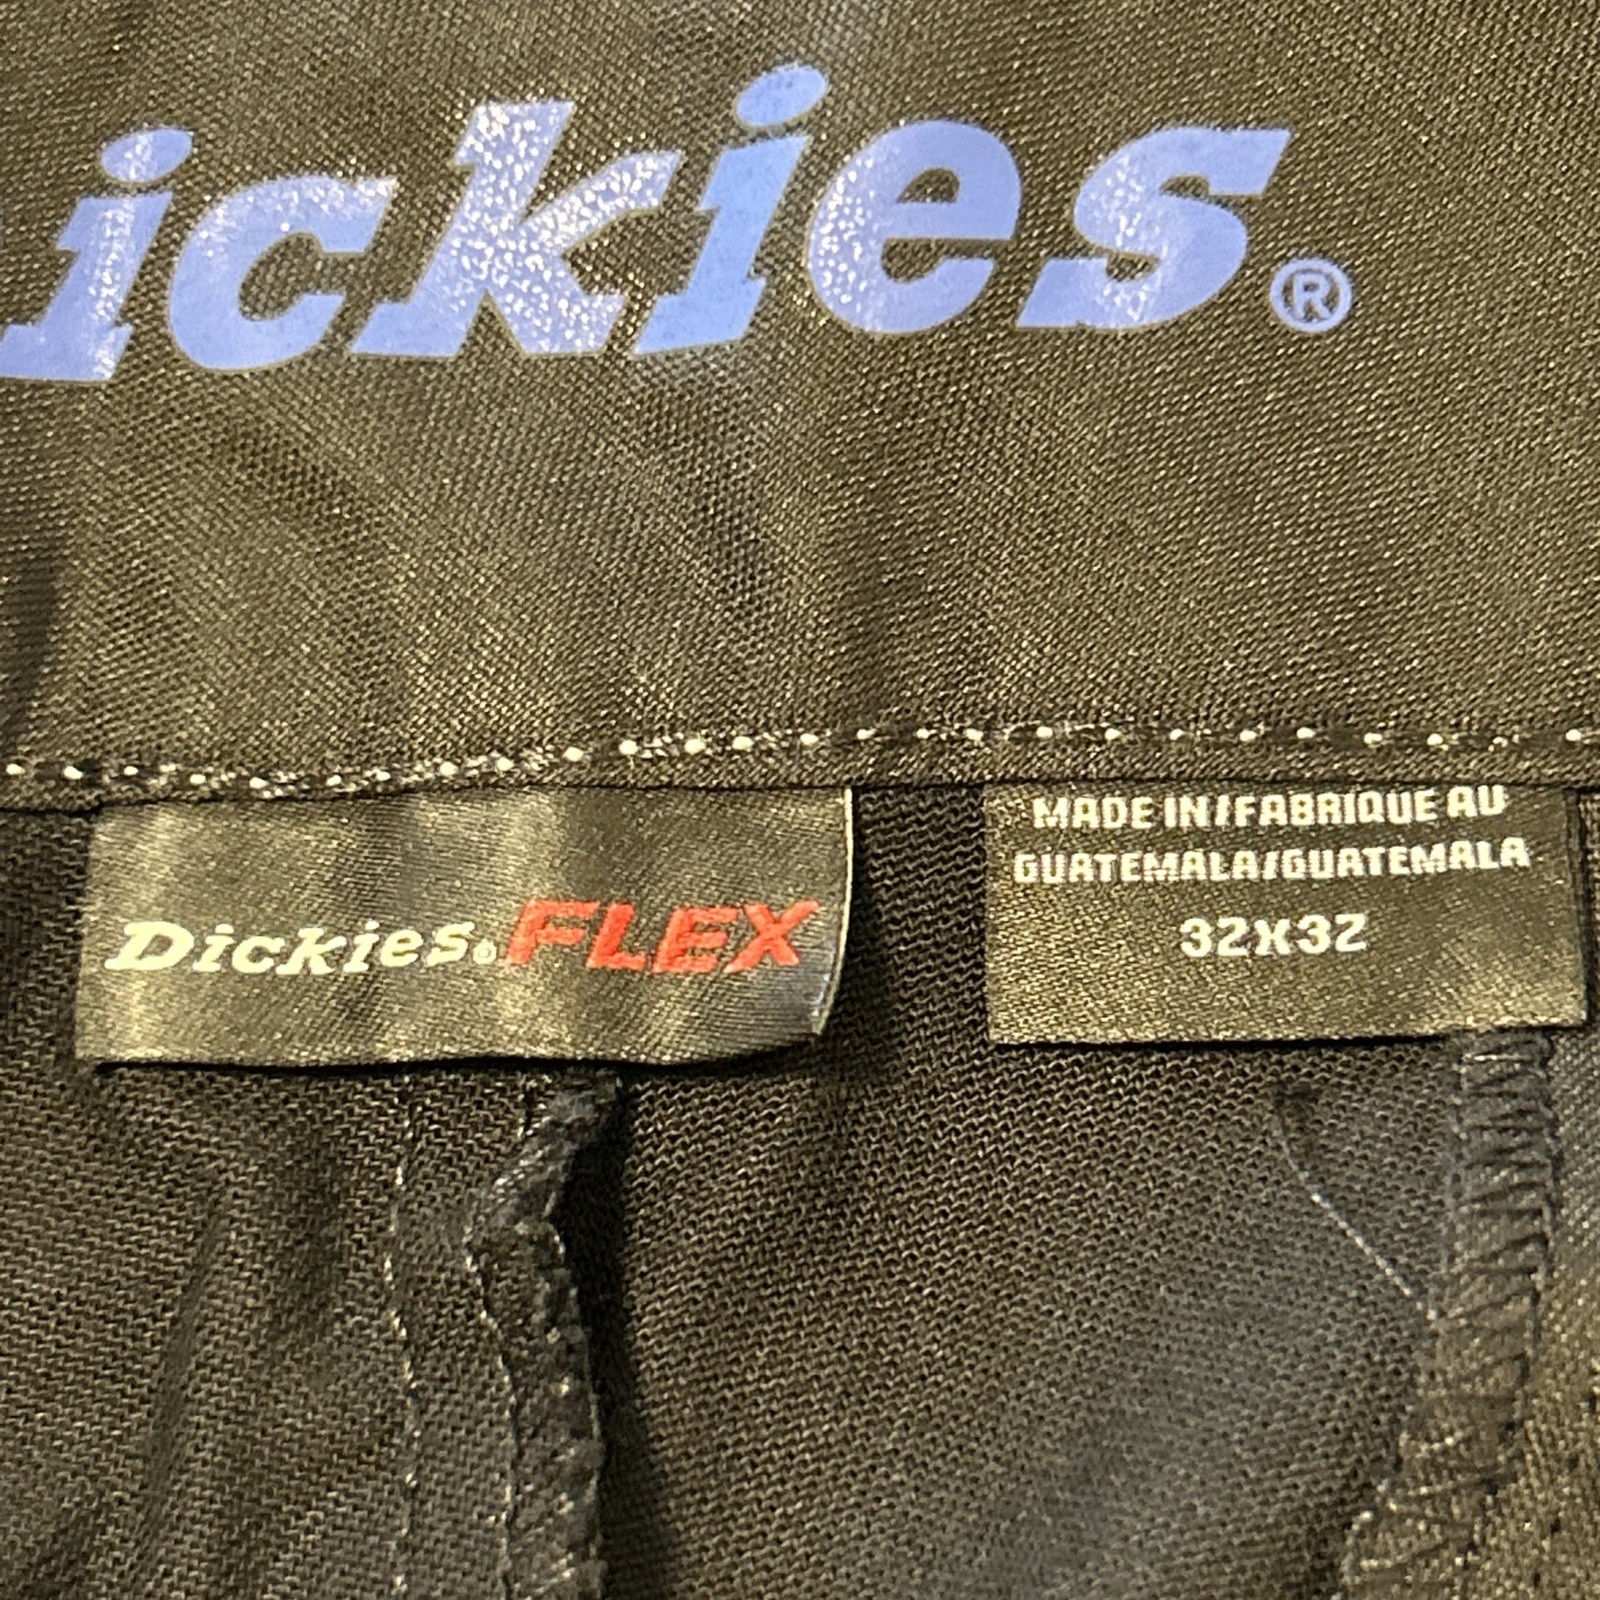 ickies®
Dickies® FLEX
MADE IN/FABRIQUE AU
GUATEMALA/GUATEMALA
32X32